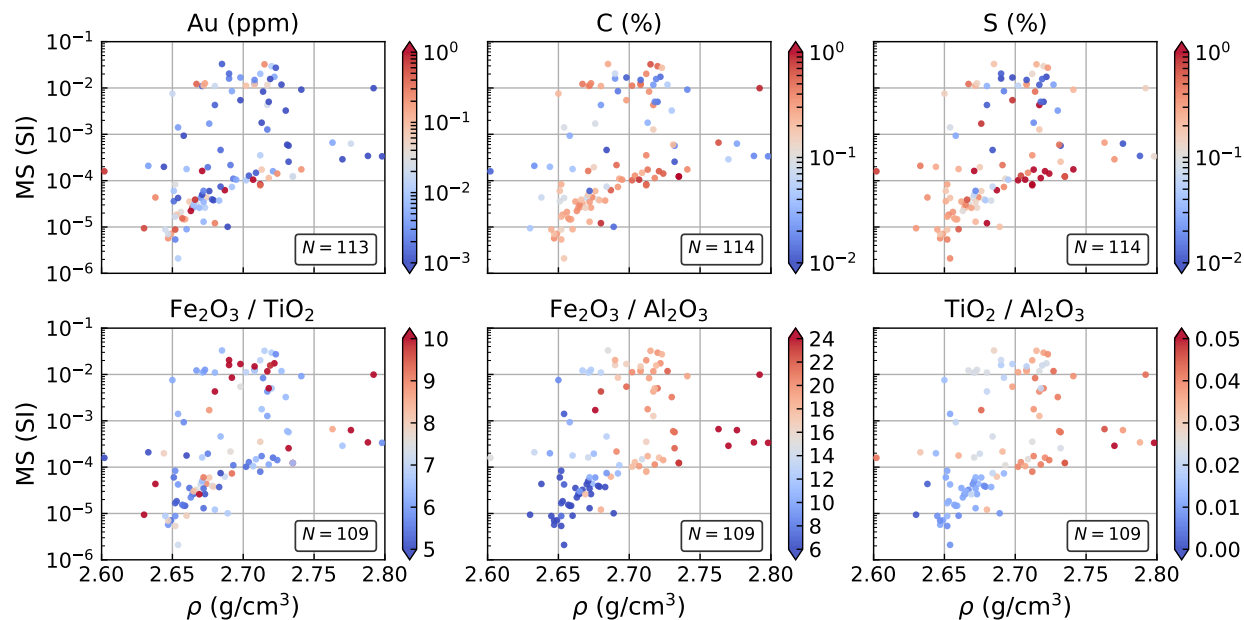 Au (ppm) C (%) S (%)
10⁻¹ 10⁰ 10⁰ 10⁰
10⁻²
10⁻³ 10⁻¹
MS (SI) 10⁻¹ 10⁻¹
10⁻⁴ 10⁻²
10⁻⁵
N = 113 N = 114 N = 114
10⁻⁶ 10⁻³ 10⁻² 10⁻²
Fe₂O₃ / TiO₂ Fe₂O₃ / Al₂O₃ TiO₂ / Al₂O₃
10⁻¹ 10 24 0.05
22
10⁻² 9 20 0.04
18
10⁻³ 8 16 0.03
MS (SI) 14
10⁻⁴ 7 12 0.02
10
10⁻⁵ 6 8 0.01
N = 109 N = 109 N = 109
10⁻⁶ 5 6 0.00
2.60 2.65 2.70 2.75 2.80 2.60 2.65 2.70 2.75 2.80 2.60 2.65 2.70 2.75 2.80
ρ (g/cm³) ρ (g/cm³) ρ (g/cm³)